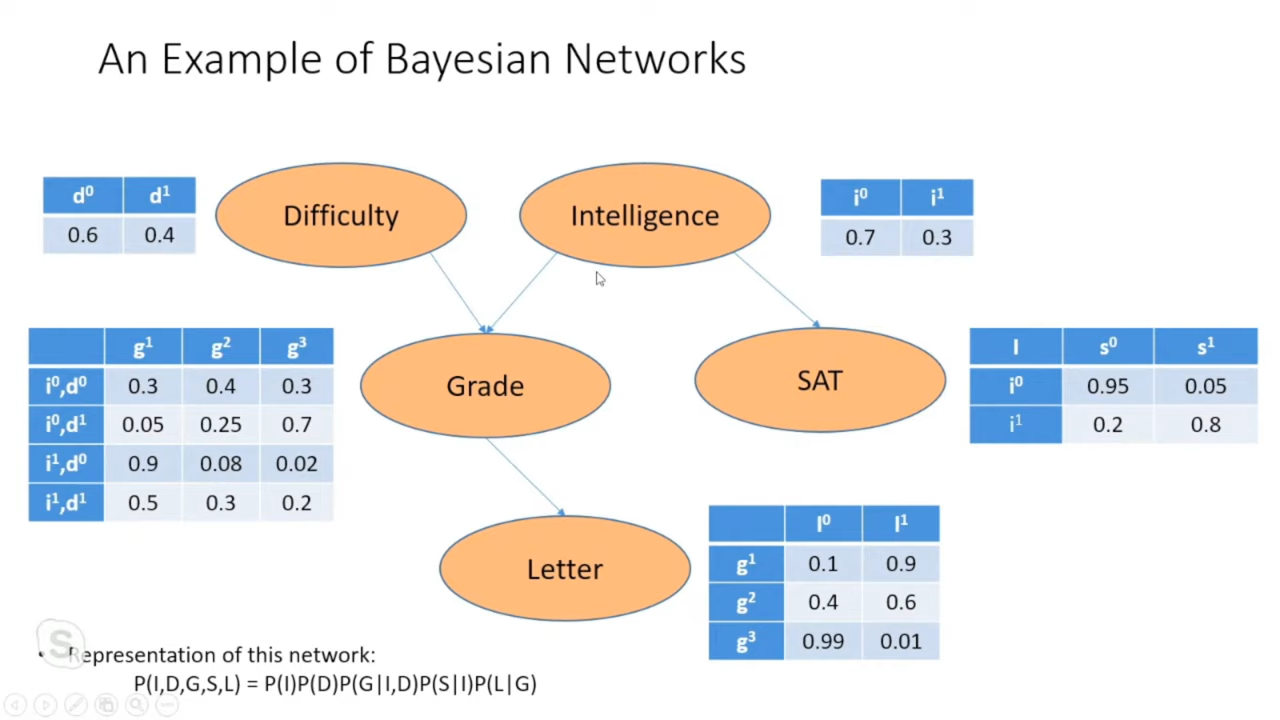 An Example of Bayesian Networks
d⁰ d¹
0.6 0.4
Difficulty
Intelligence
i⁰ i¹
0.7 0.3
g¹ g² g³
i⁰,d⁰ 0.3 0.4 0.3
i⁰,d¹ 0.05 0.25 0.7
i¹,d⁰ 0.9 0.08 0.02
i¹,d¹ 0.5 0.3 0.2
Grade
SAT
I s⁰ s¹
i⁰ 0.95 0.05
i¹ 0.2 0.8
Letter
l⁰ l¹
g¹ 0.1 0.9
g² 0.4 0.6
g³ 0.99 0.01
• Representation of this network:
P(I,D,G,S,L) = P(I)P(D)P(G|I,D)P(S|I)P(L|G)